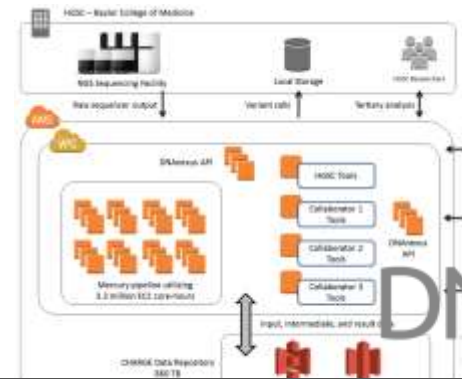 HGSC – Baylor College of Medicine
NGS Sequencing Facility
Local Storage
HGSC Researchers
Raw sequencer output
Variant calls
Tertiary analysis
AWS
VPC
DNAnexus API
HGSC Tools
Collaborator 1
Tools
DNAnexus
API
Collaborator 2
Tools
Mercury pipeline utilizing
3.3 million EC2 core-hours
Collaborator 3
Tools
DN
Input, intermediate, and result
CHARGE Data Repository
860 TB